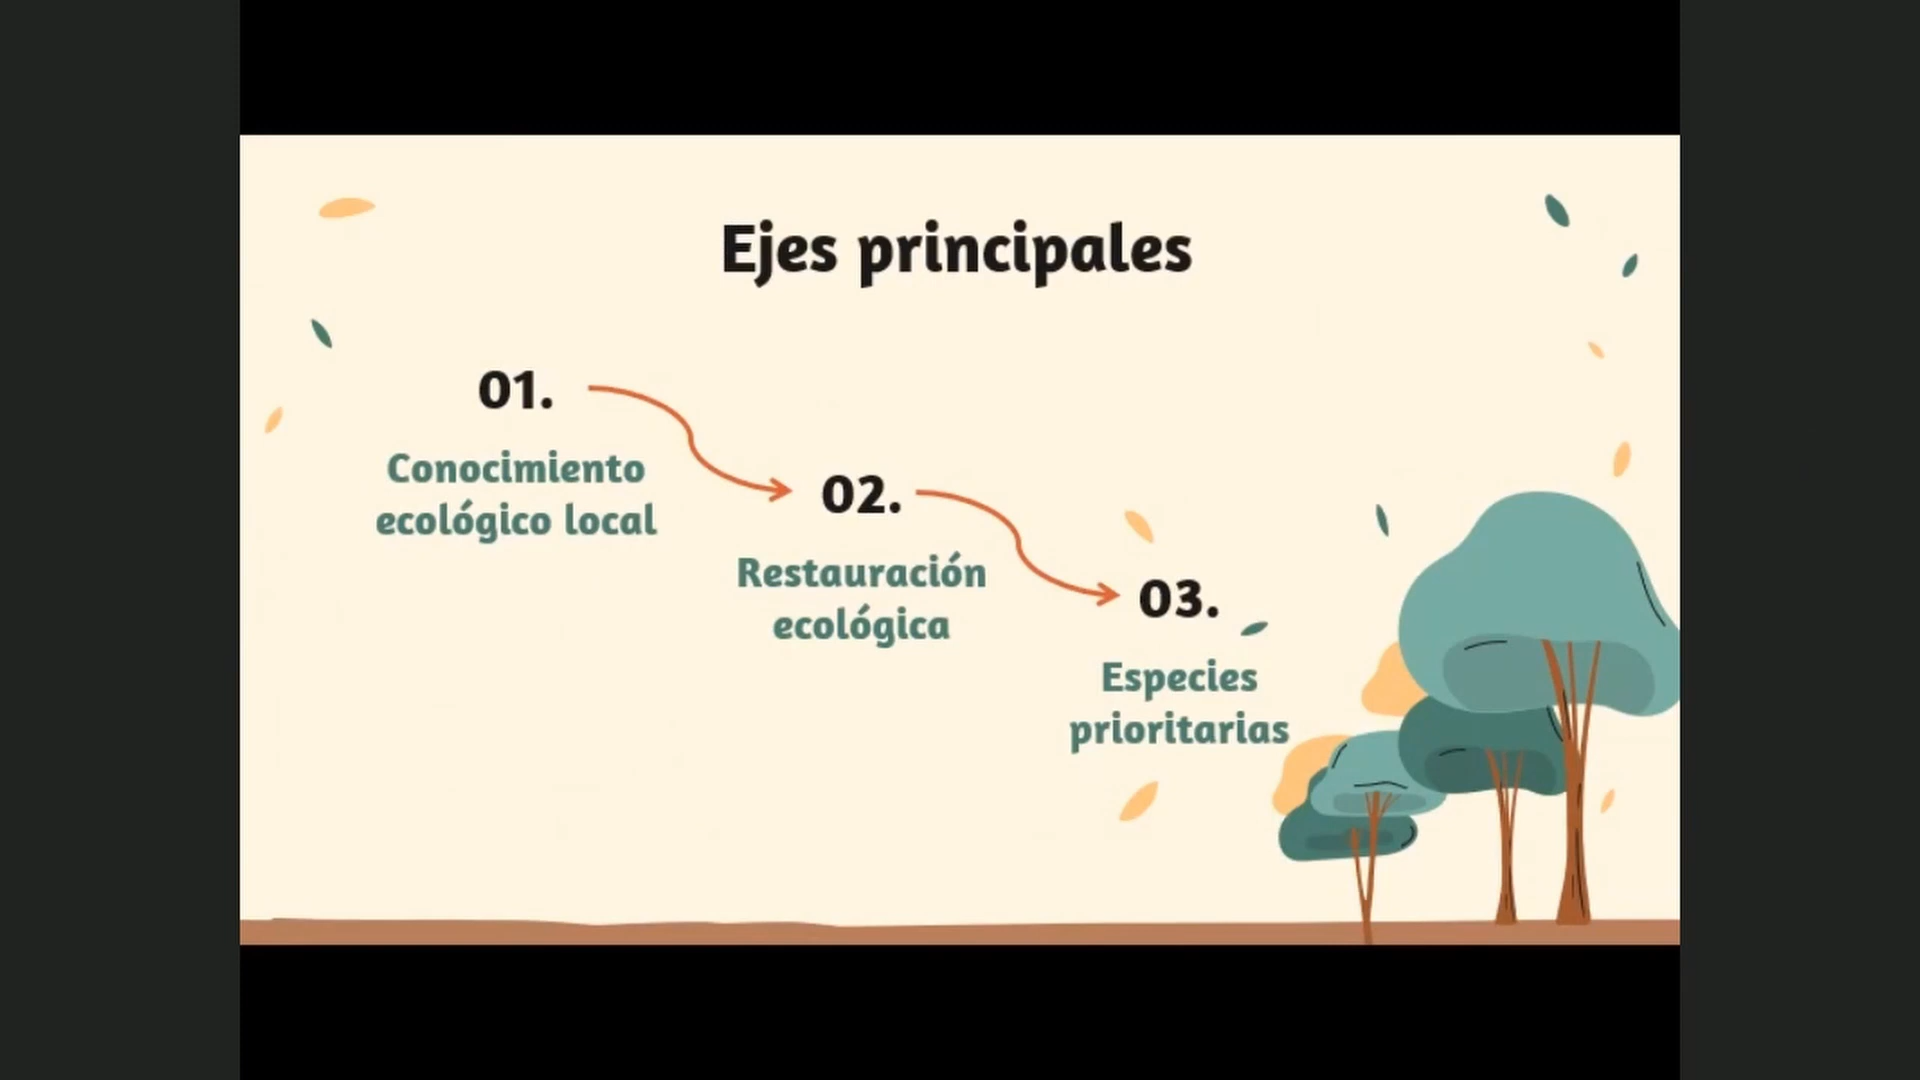 Ejes principales
01.
Conocimiento
ecológico local
02.
Restauración
ecológica
03.
Especies
prioritarias